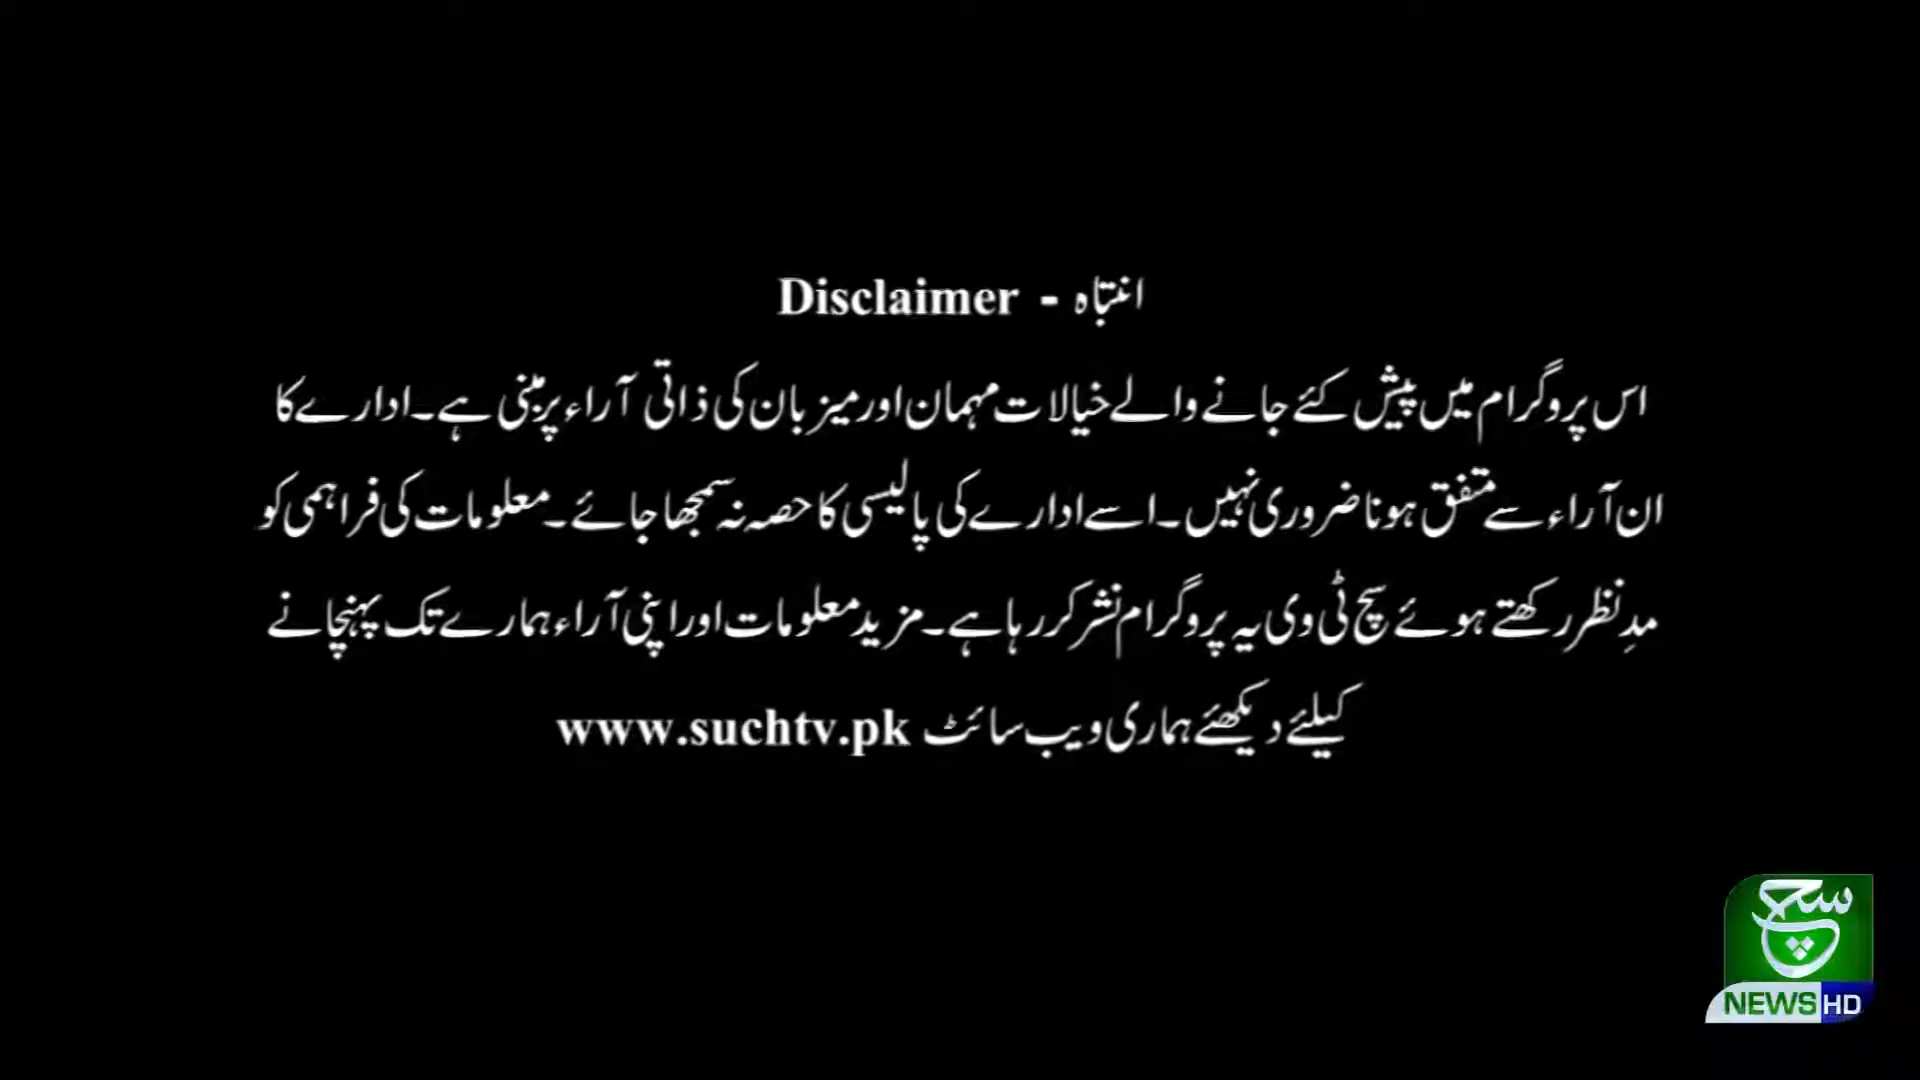 انتباہ - Disclaimer
اس پروگرام میں پیش کئے جانے والے خیالات مہمان اور میزبان کی ذاتی آراء پر مبنی ہے۔ ادارے کا
ان آراء سے متفق ہونا ضروری نہیں۔ اسے ادارے کی پالیسی کا حصہ نہ سمجھا جائے۔ معلومات کی فراہمی کو
مدِنظر رکھتے ہوئے سچ ٹی وی یہ پروگرام نشر کر رہا ہے۔ مزید معلومات اور اپنی آراء ہمارے تک پہنچانے
کیلئے دیکھئے ہماری ویب سائٹ www.suchtv.pk
سچ
NEWS HD